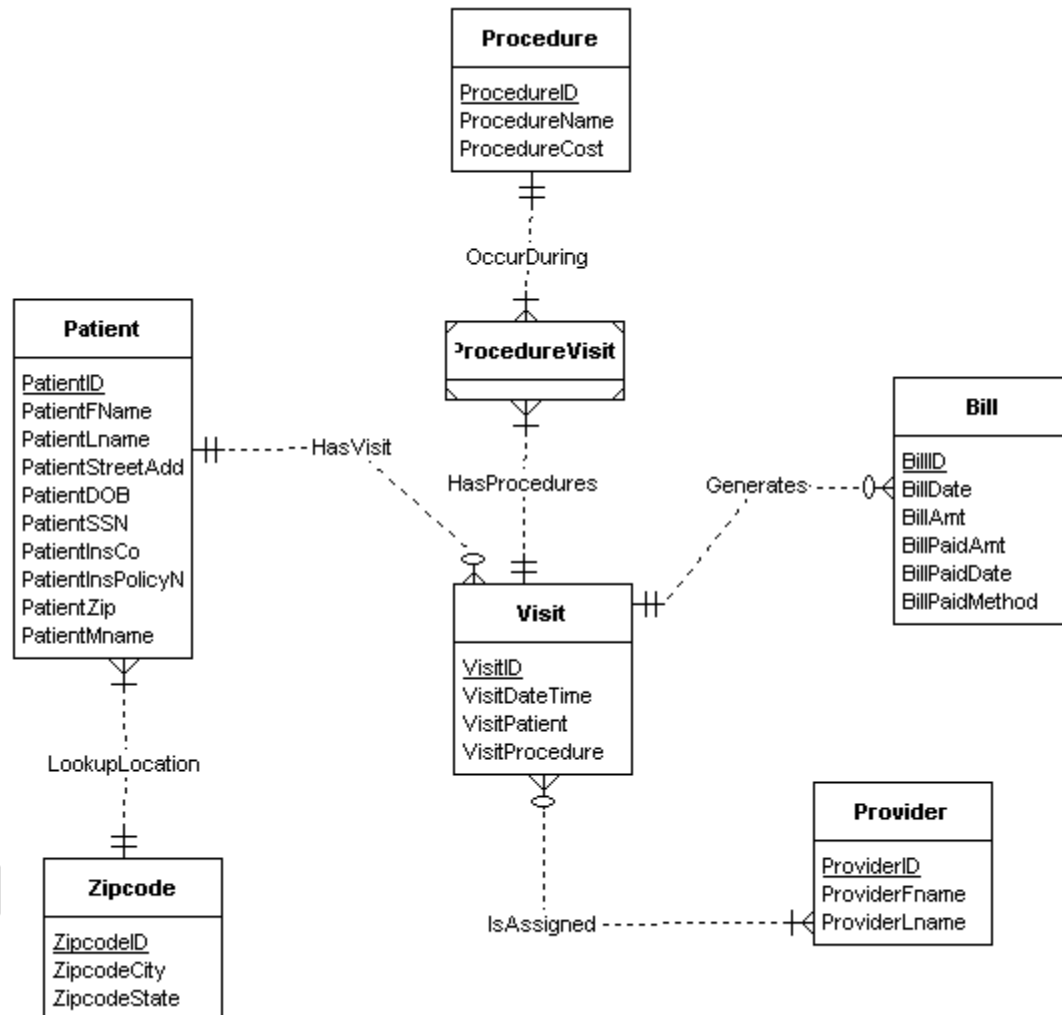 Procedure
ProcedureID
ProcedureName
ProcedureCost
OccurDuring
Patient
PatientID
PatientFName
PatientLname
PatientStreetAdd
PatientDOB
PatientSSN
PatientInsCo
PatientInsPolicyN
PatientZip
PatientMname
ProcedureVisit
Bill
BillID
BillDate
BillAmt
BillPaidAmt
BillPaidDate
BillPaidMethod
HasVisit
HasProcedures
Generates
Visit
VisitID
VisitDateTime
VisitPatient
VisitProcedure
LookupLocation
Provider
ProviderID
ProviderFname
ProviderLname
IsAssigned
Zipcode
ZipcodeID
ZipcodeCity
ZipcodeState